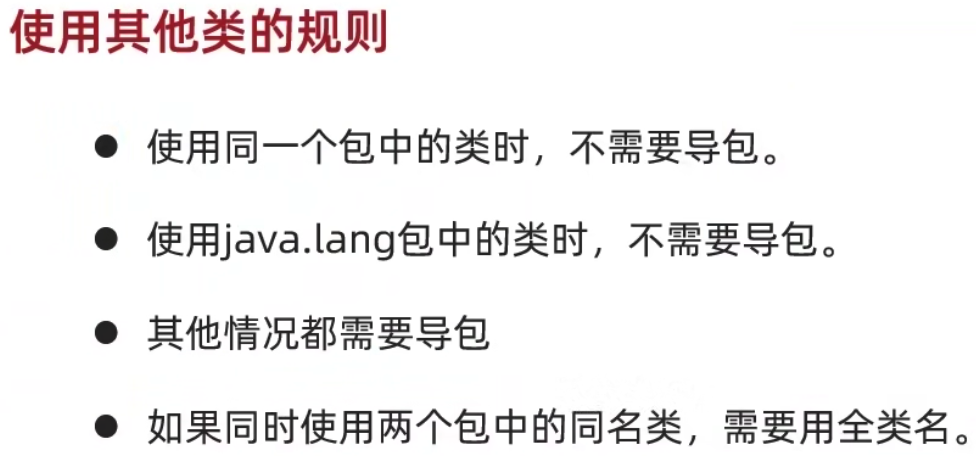 使用其他类的规则
● 使用同一个包中的类时，不需要导包。
● 使用java.lang包中的类时，不需要导包。
● 其他情况都需要导包
● 如果同时使用两个包中的同名类，需要用全类名。